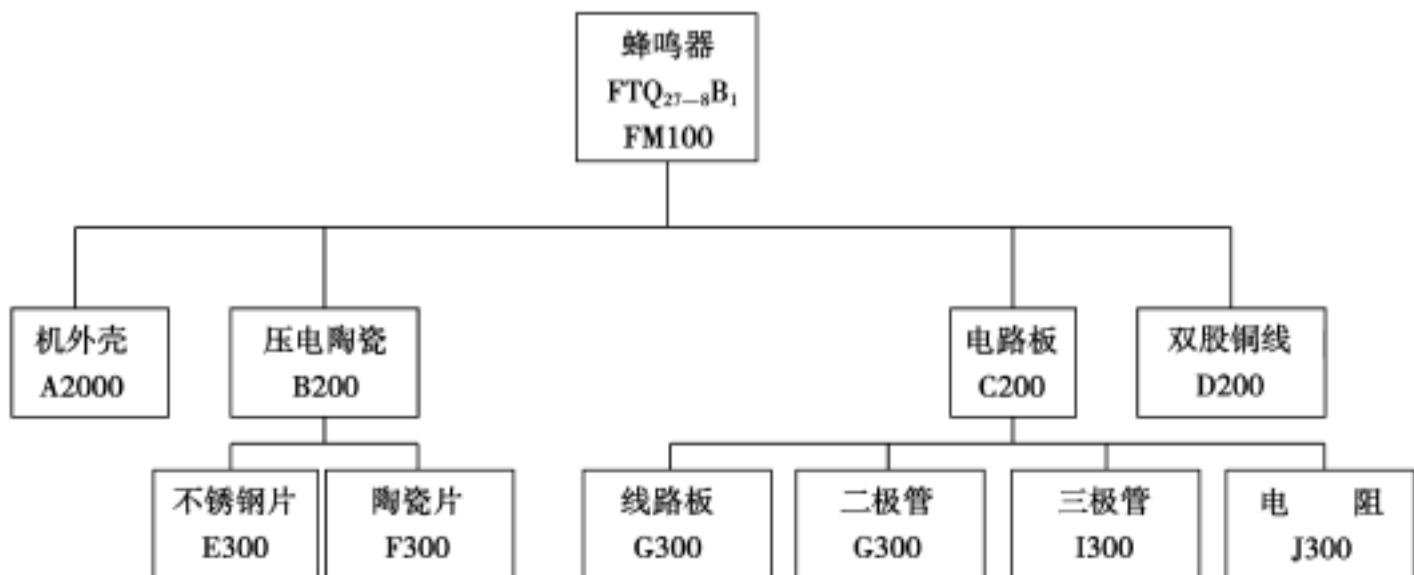 蜂鸣器
FTQ₂₇—₈B₁
FM100
机外壳
A2000
压电陶瓷
B200
电路板
C200
双股铜线
D200
不锈钢片
E300
陶瓷片
F300
线路板
G300
二极管
G300
三极管
I300
电 阻
J300